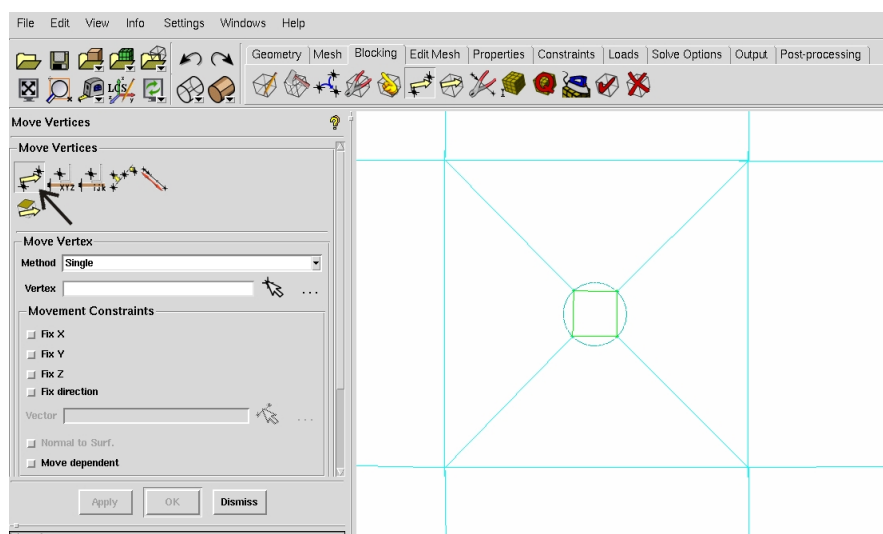 File Edit View Info Settings Windows Help
Geometry Mesh Blocking Edit Mesh Properties Constraints Loads Solve Options Output Post-processing
LCS
Move Vertices
Move Vertices
XYZ
IJK
Move Vertex
Method Single
Vertex ...
Movement Constraints
Fix X
Fix Y
Fix Z
Fix direction
Vector ...
Normal to Surf.
Move dependent
Apply OK Dismiss